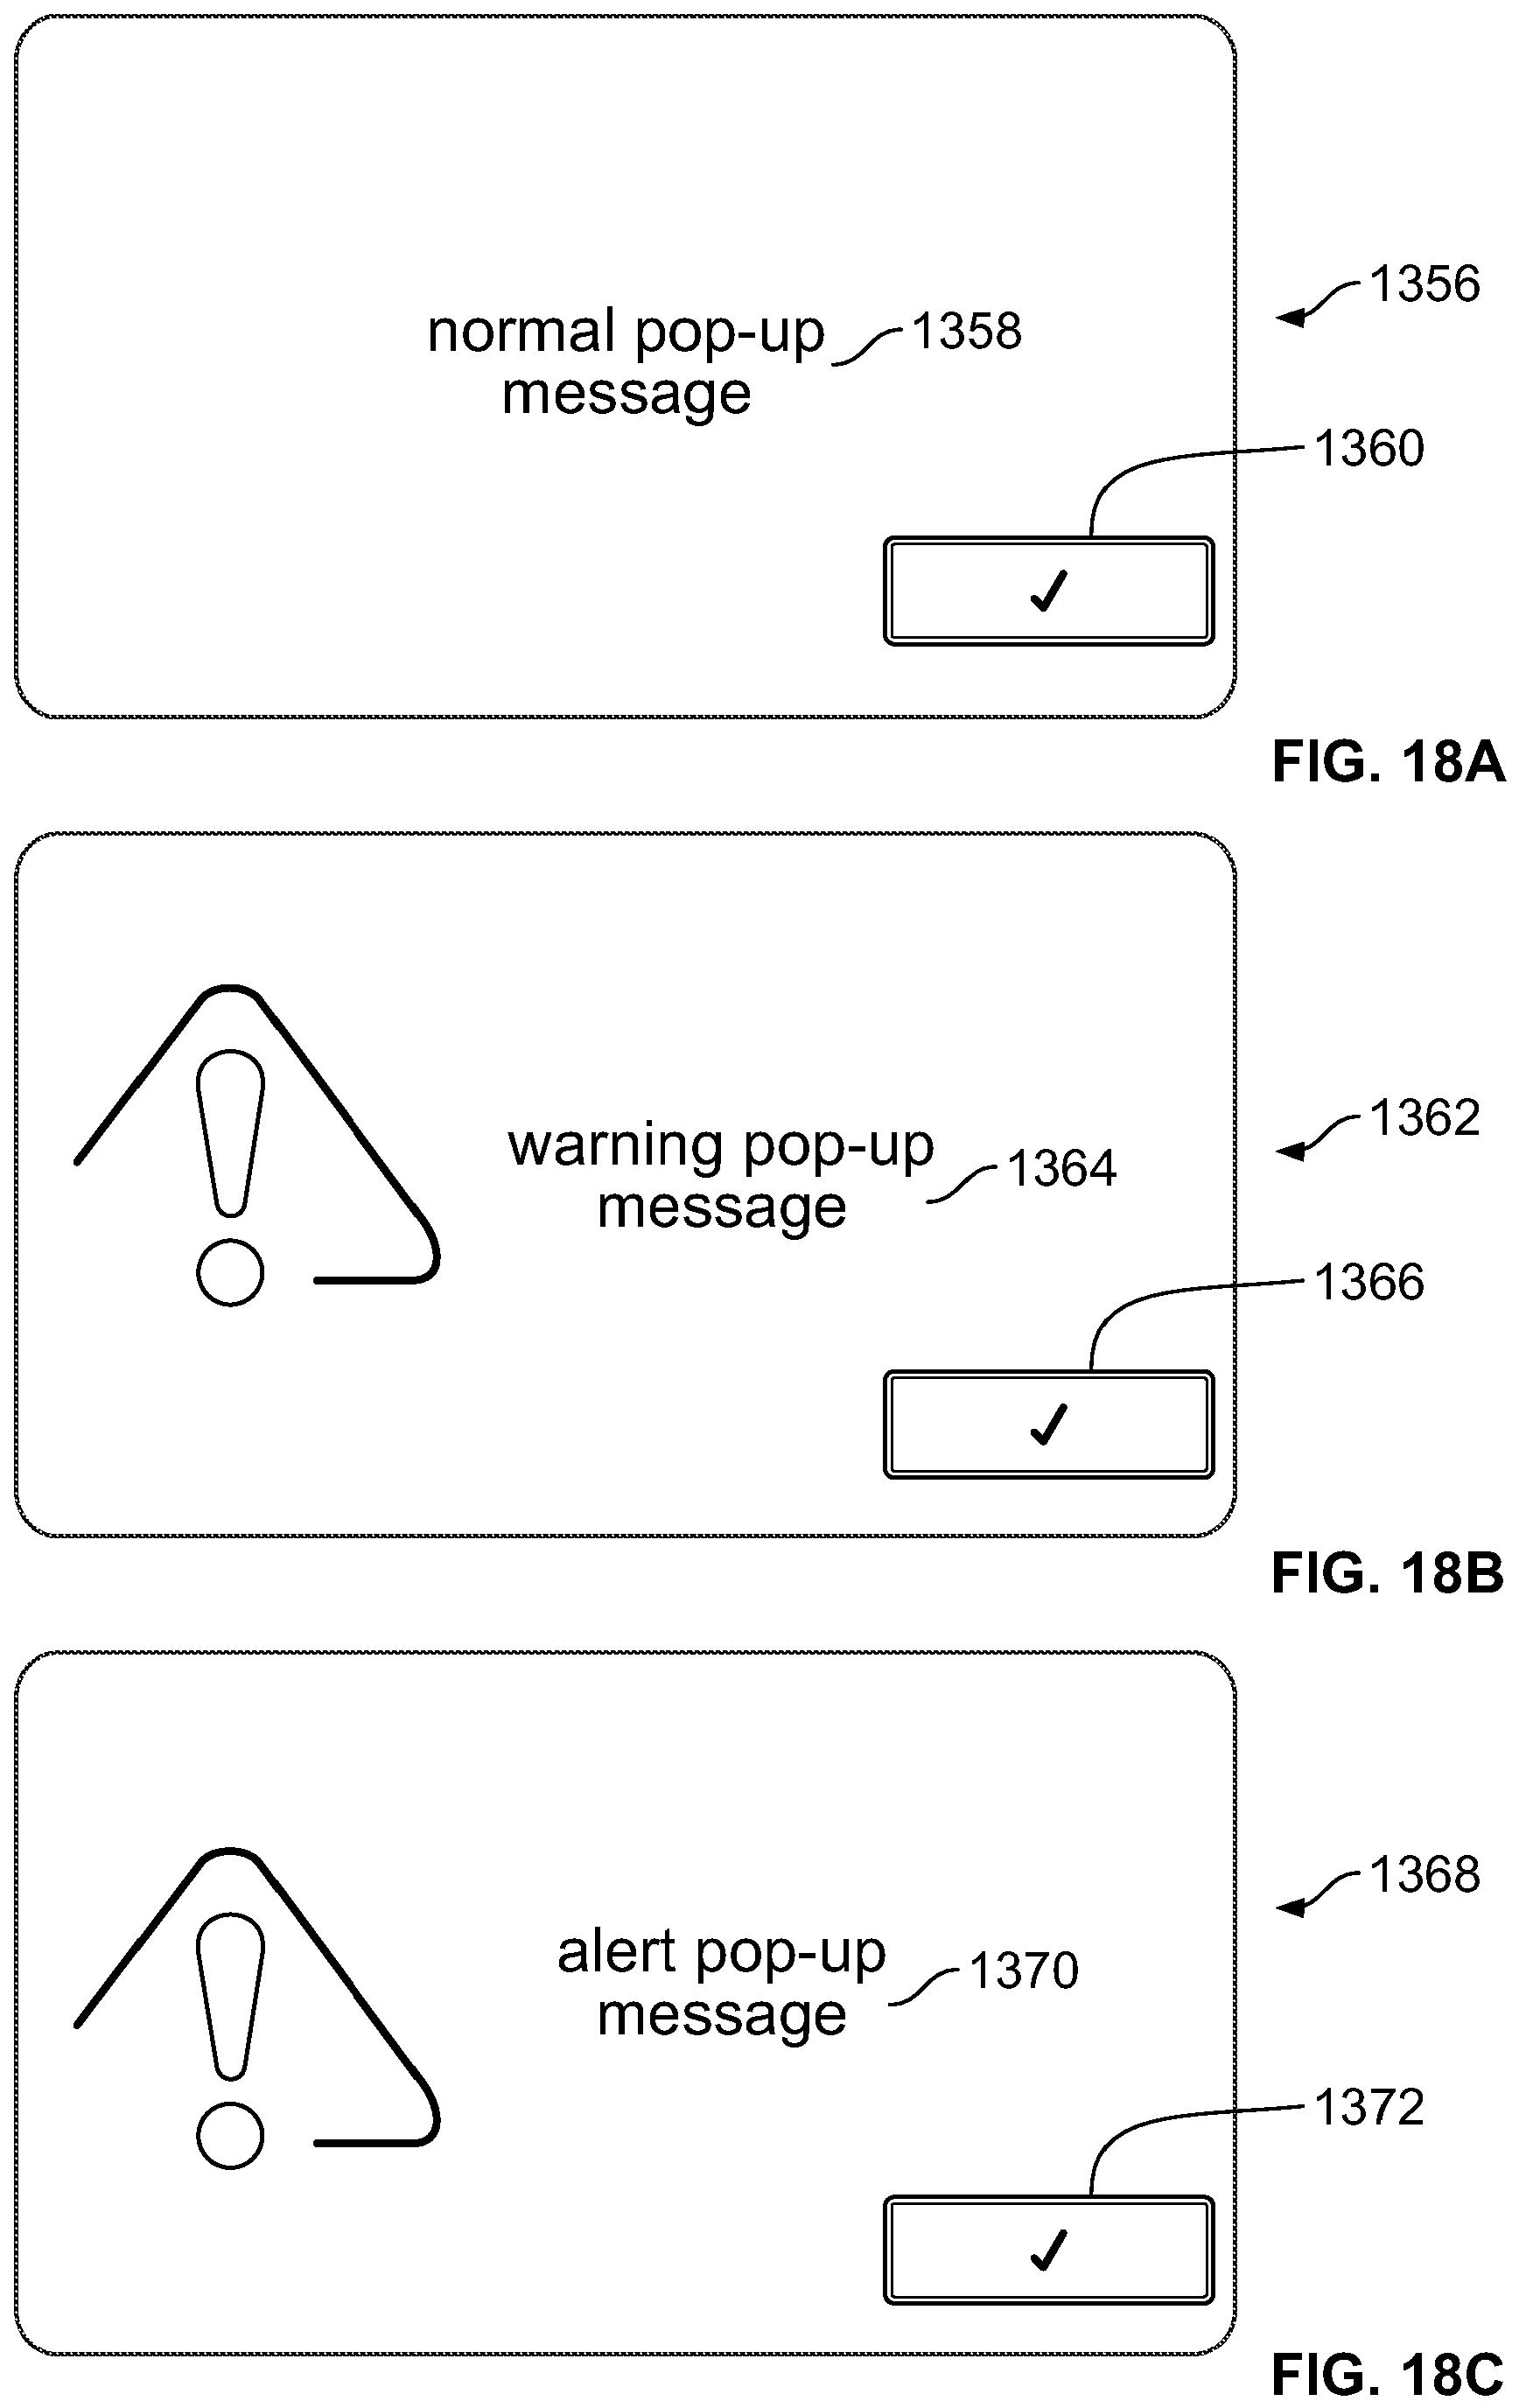 1356
normal pop-up
1358
message
1360
✓
FIG. 18A
1362
warning pop-up
1364
message
1366
✓
FIG. 18B
1368
alert pop-up
1370
message
1372
✓
FIG. 18C